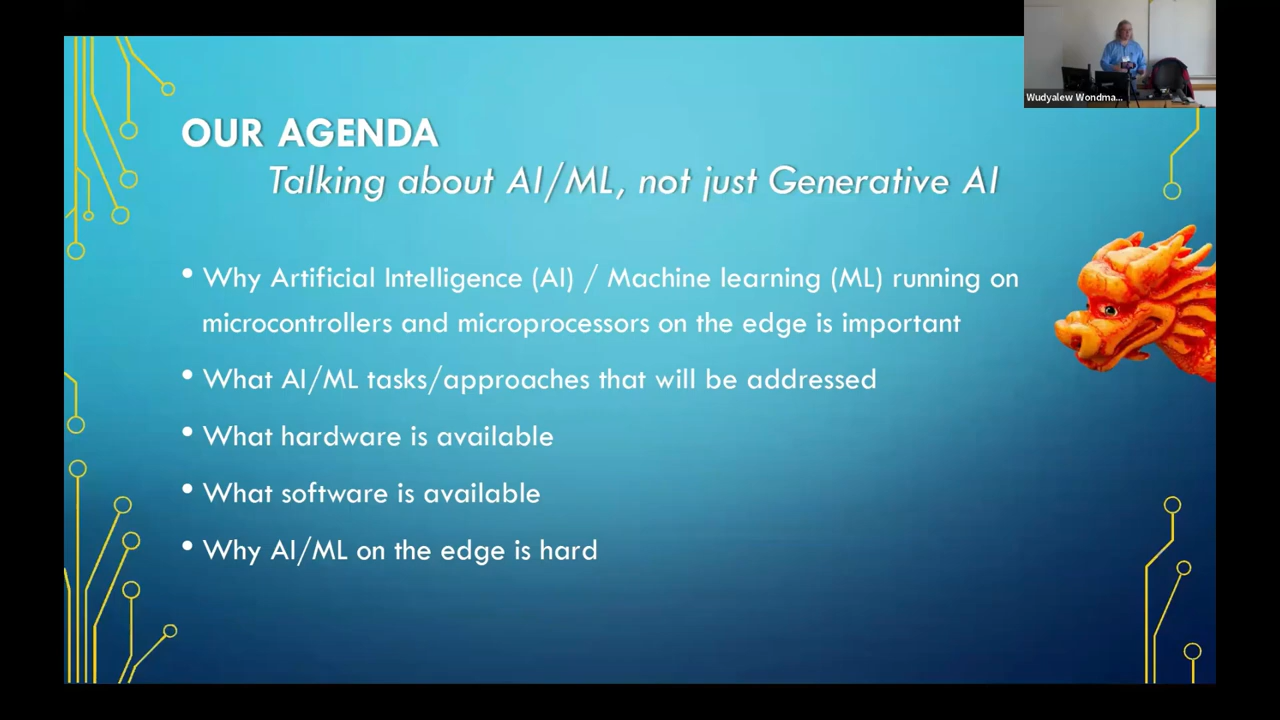 Wudyalew Wondma...
OUR AGENDA
Talking about AI/ML, not just Generative AI
• Why Artificial Intelligence (AI) / Machine learning (ML) running on
microcontrollers and microprocessors on the edge is important
• What AI/ML tasks/approaches that will be addressed
• What hardware is available
• What software is available
• Why AI/ML on the edge is hard